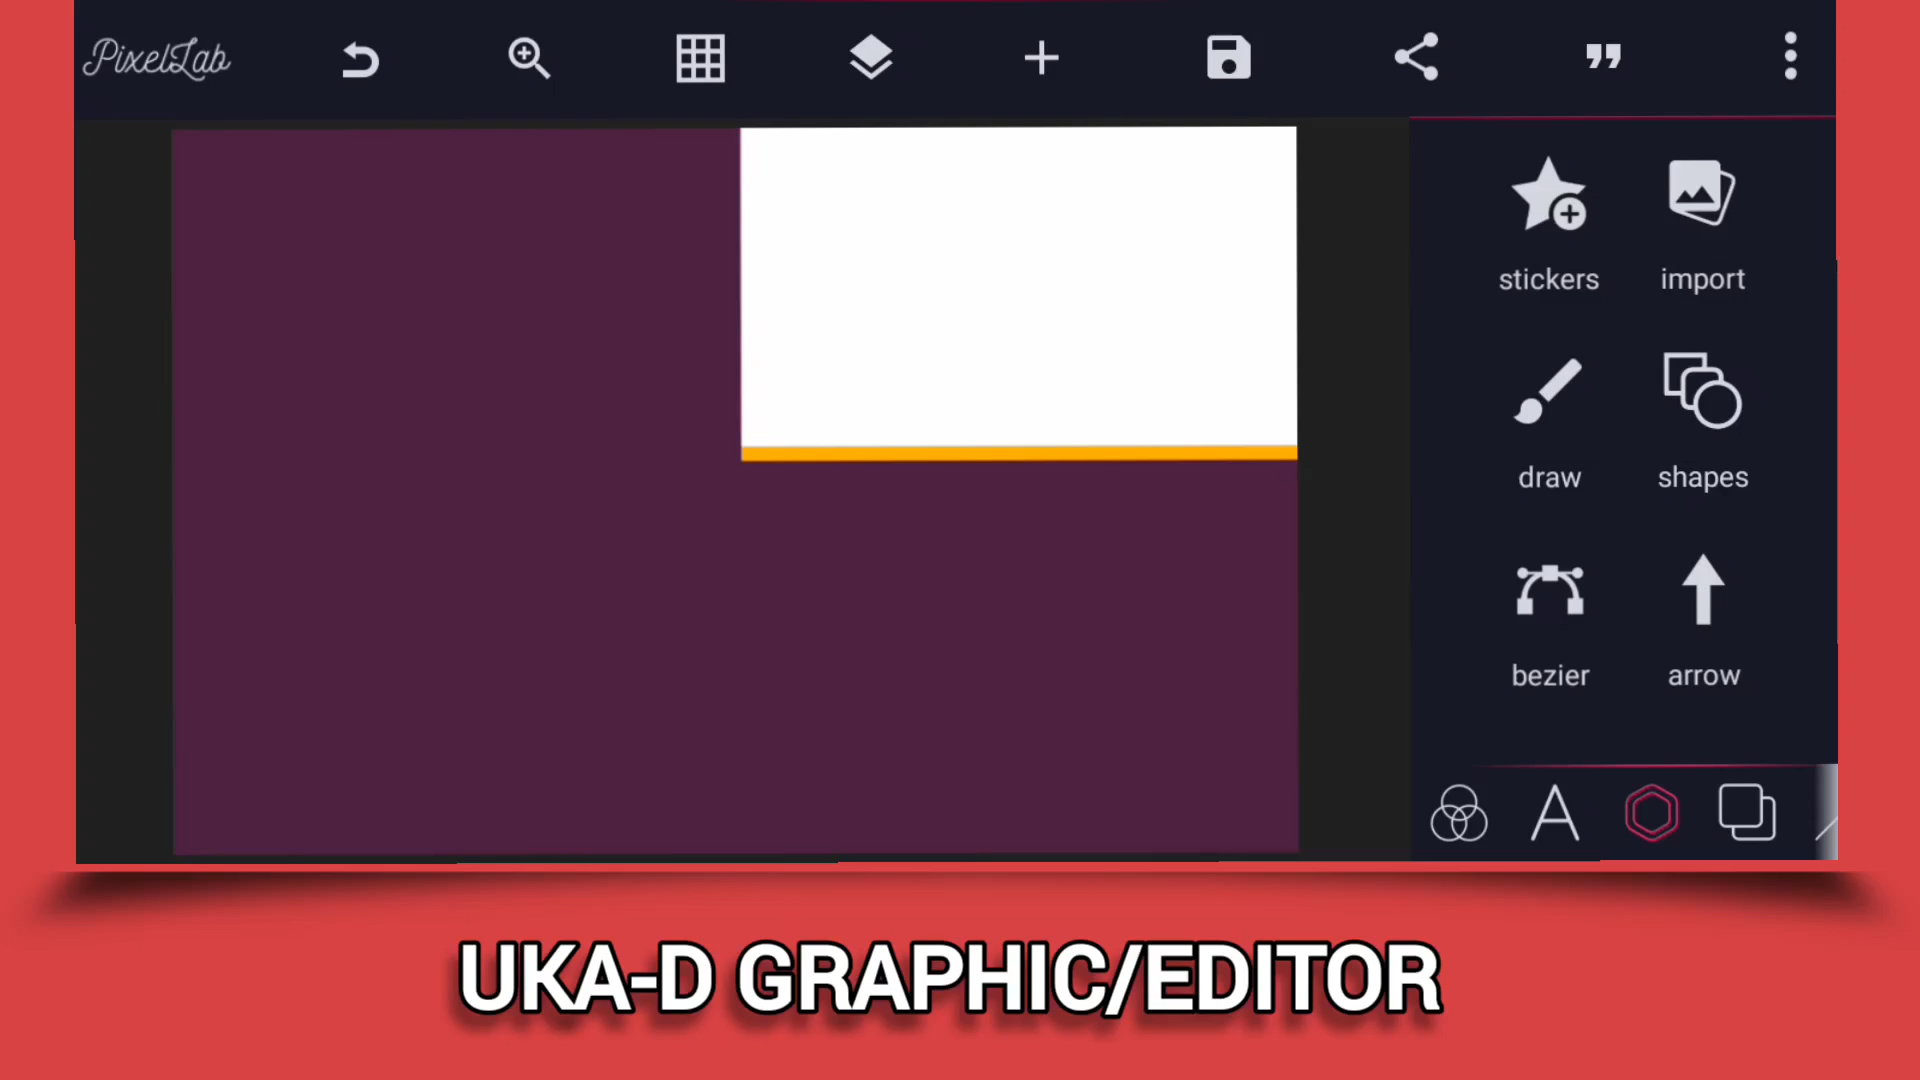 PixelLab
stickers import
draw shapes
bezier arrow
UKA-D GRAPHIC/EDITOR